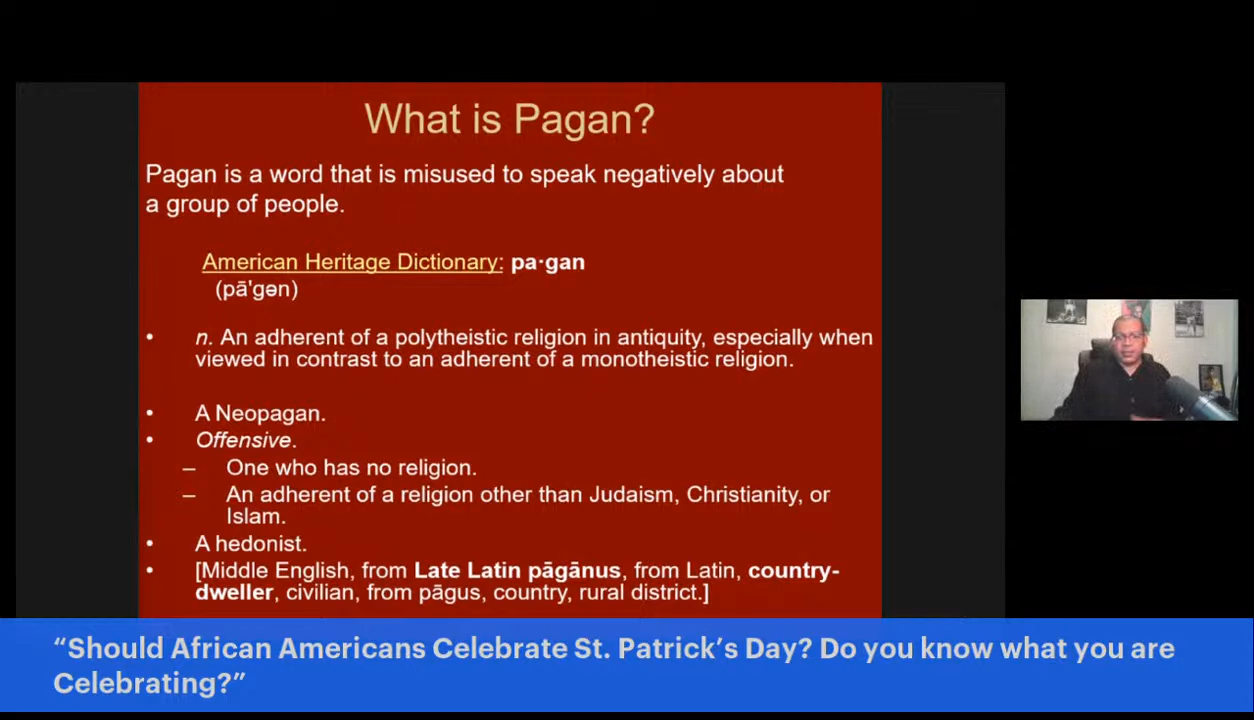 What is Pagan?
Pagan is a word that is misused to speak negatively about
a group of people.
American Heritage Dictionary: pa·gan
(pā'gən)
• n. An adherent of a polytheistic religion in antiquity, especially when
viewed in contrast to an adherent of a monotheistic religion.
• A Neopagan.
• Offensive.
– One who has no religion.
– An adherent of a religion other than Judaism, Christianity, or
Islam.
• A hedonist.
• [Middle English, from Late Latin pāgānus, from Latin, country-
dweller, civilian, from pāgus, country, rural district.]
“Should African Americans Celebrate St. Patrick’s Day? Do you know what you are
Celebrating?”